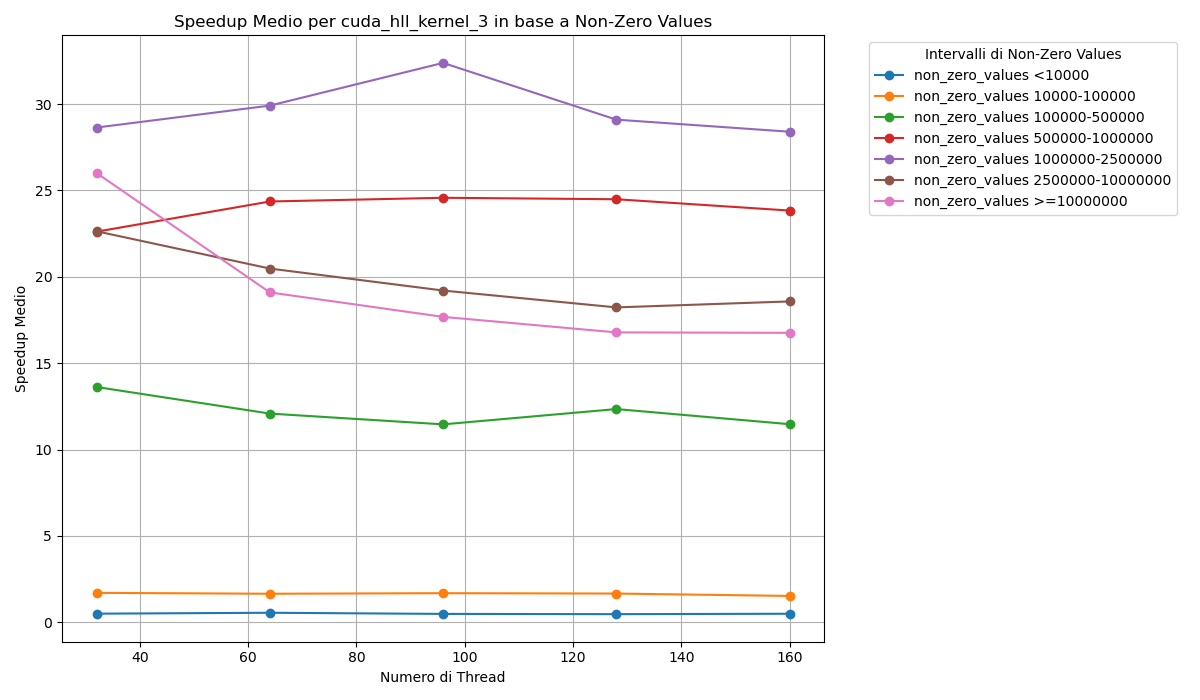 Speedup Medio per cuda_hll_kernel_3 in base a Non-Zero Values
Speedup Medio
30
25
20
15
10
5
0
40 60 80 100 120 140 160
Numero di Thread
Intervalli di Non-Zero Values
non_zero_values <10000
non_zero_values 10000-100000
non_zero_values 100000-500000
non_zero_values 500000-1000000
non_zero_values 1000000-2500000
non_zero_values 2500000-10000000
non_zero_values >=10000000